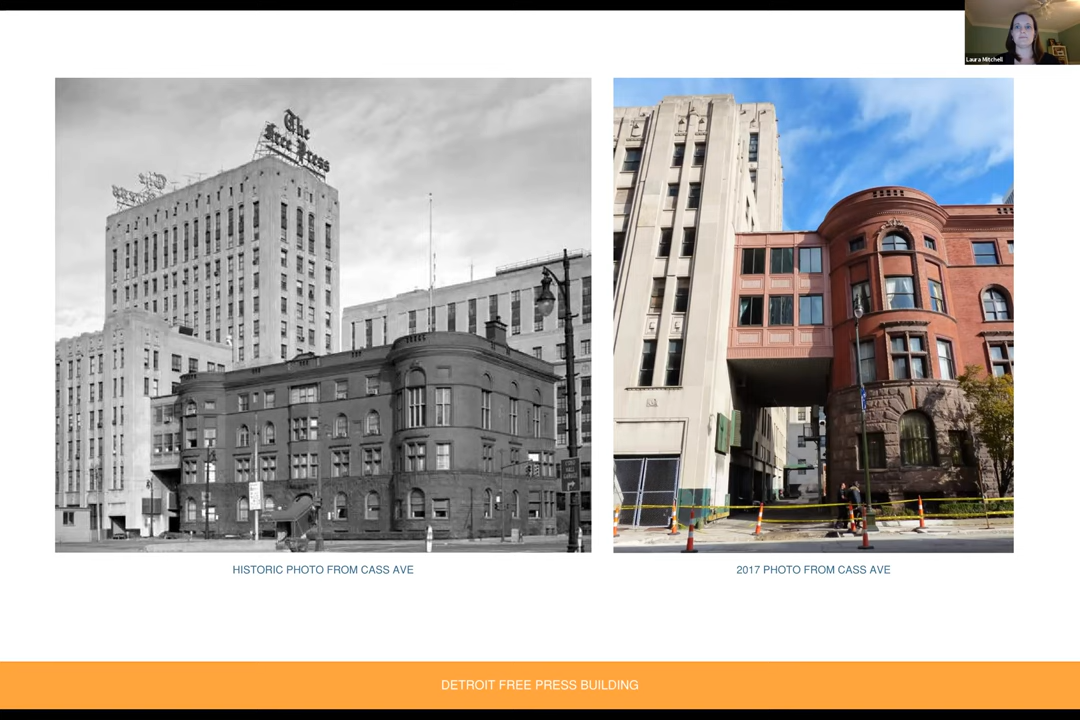 Laura Mitchell
The
Free Press
HISTORIC PHOTO FROM CASS AVE
2017 PHOTO FROM CASS AVE
DETROIT FREE PRESS BUILDING